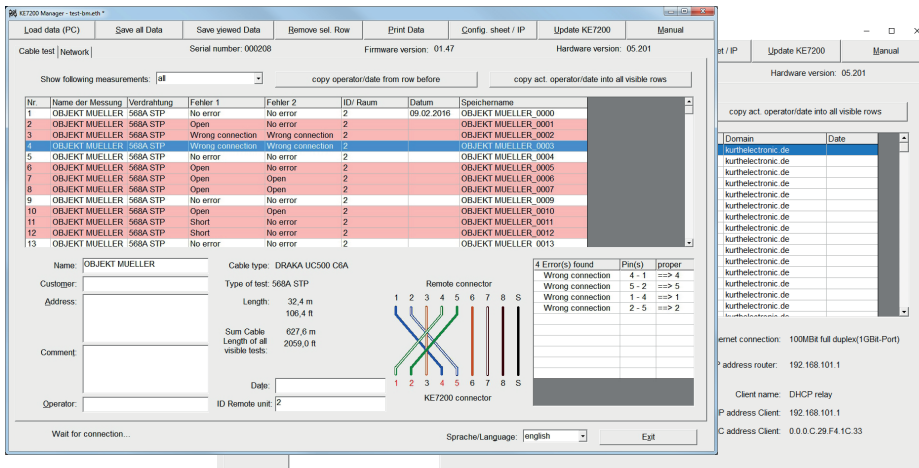 KE7200 Manager - test-bm.eth *
Load data (PC) Save all Data Save viewed Data Remove sel. Row Print Data Config. sheet / IP Update KE7200 Manual
Cable test Network Serial number: 000208 Firmware version: 01.47 Hardware version: 05.201
Show following measurements: all copy operator/date from row before copy act. operator/date into all visible rows
Nr. Name der Messung Verdrahtung Fehler 1 Fehler 2 ID/ Raum Datum Speichername
1 OBJEKT MUELLER 568A STP No error No error 2 09.02.2016 OBJEKT MUELLER_0000
2 OBJEKT MUELLER 568A STP Open No error 2 OBJEKT MUELLER_0001
3 OBJEKT MUELLER 568A STP Wrong connection Wrong connection 2 OBJEKT MUELLER_0002
4 OBJEKT MUELLER 568A STP Wrong connection Wrong connection 2 OBJEKT MUELLER_0003
5 OBJEKT MUELLER 568A STP No error No error 2 OBJEKT MUELLER_0004
6 OBJEKT MUELLER 568A STP Open No error 2 OBJEKT MUELLER_0005
7 OBJEKT MUELLER 568A STP Open Open 2 OBJEKT MUELLER_0006
8 OBJEKT MUELLER 568A STP Open Open 2 OBJEKT MUELLER_0007
9 OBJEKT MUELLER 568A STP No error No error 2 OBJEKT MUELLER_0009
10 OBJEKT MUELLER 568A STP Open Open 2 OBJEKT MUELLER_0010
11 OBJEKT MUELLER 568A STP Short No error 2 OBJEKT MUELLER_0011
12 OBJEKT MUELLER 568A STP Short No error 2 OBJEKT MUELLER_0012
13 OBJEKT MUELLER 568A STP No error No error 2 OBJEKT MUELLER 0013
Name: OBJEKT MUELLER
Customer:
Address:
Comment:
Operator:
Cable type: DRAKA UC500 C6A
Type of test: 568A STP
Length: 32,4 m
106,4 ft
Sum Cable 627,6 m
Length of all 2059,0 ft
visible tests:
Date:
ID Remote unit: 2
Remote connector
1 2 3 4 5 6 7 8 S
1 2 3 4 5 6 7 8 S
KE7200 connector
4 Error(s) found Pin(s) proper
Wrong connection 4 - 1 ==> 4
Wrong connection 5 - 2 ==> 5
Wrong connection 1 - 4 ==> 1
Wrong connection 2 - 5 ==> 2
Wait for connection... Sprache/Language: english Exit
et / IP Update KE7200 Manual
Hardware version: 05.201
copy act. operator/date into all visible rows
Domain Date
kurthelectronic.de
kurthelectronic.de
kurthelectronic.de
kurthelectronic.de
kurthelectronic.de
kurthelectronic.de
kurthelectronic.de
kurthelectronic.de
kurthelectronic.de
kurthelectronic.de
kurthelectronic.de
kurthelectronic.de
kurthelectronic.de
ernet connection: 100MBit full duplex(1GBit-Port)
P address router: 192.168.101.1
Client name: DHCP relay
IP address Client: 192.168.101.1
C address Client: 0.0.0.C.29.F4.1C.33